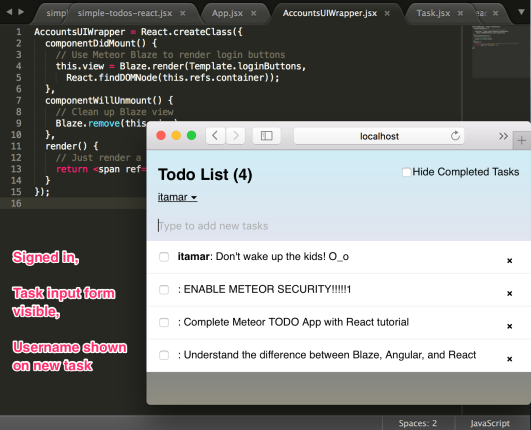 simp simple-todos-react.jsx × App.jsx × AccountsUIWrapper.jsx × Task.jsx ×
1 AccountsUIWrapper = React.createClass({
2 componentDidMount() {
3 // Use Meteor Blaze to render login buttons
4 this.view = Blaze.render(Template.loginButtons,
5 React.findDOMNode(this.refs.container));
6 },
7 componentWillUnmount() {
8 // Clean up Blaze view
9 Blaze.remove(this
10 },
11 render() {
12 // Just render a
13 return <span ref=
14 }
15 });
16
localhost
Todo List (4)
Hide Completed Tasks
itamar
Type to add new tasks
itamar: Don't wake up the kids! O_o ×
: ENABLE METEOR SECURITY!!!!!1 ×
: Complete Meteor TODO App with React tutorial ×
: Understand the difference between Blaze, Angular, and React ×
Signed in,
Task input form
visible,
Username shown
on new task
Spaces: 2 JavaScript